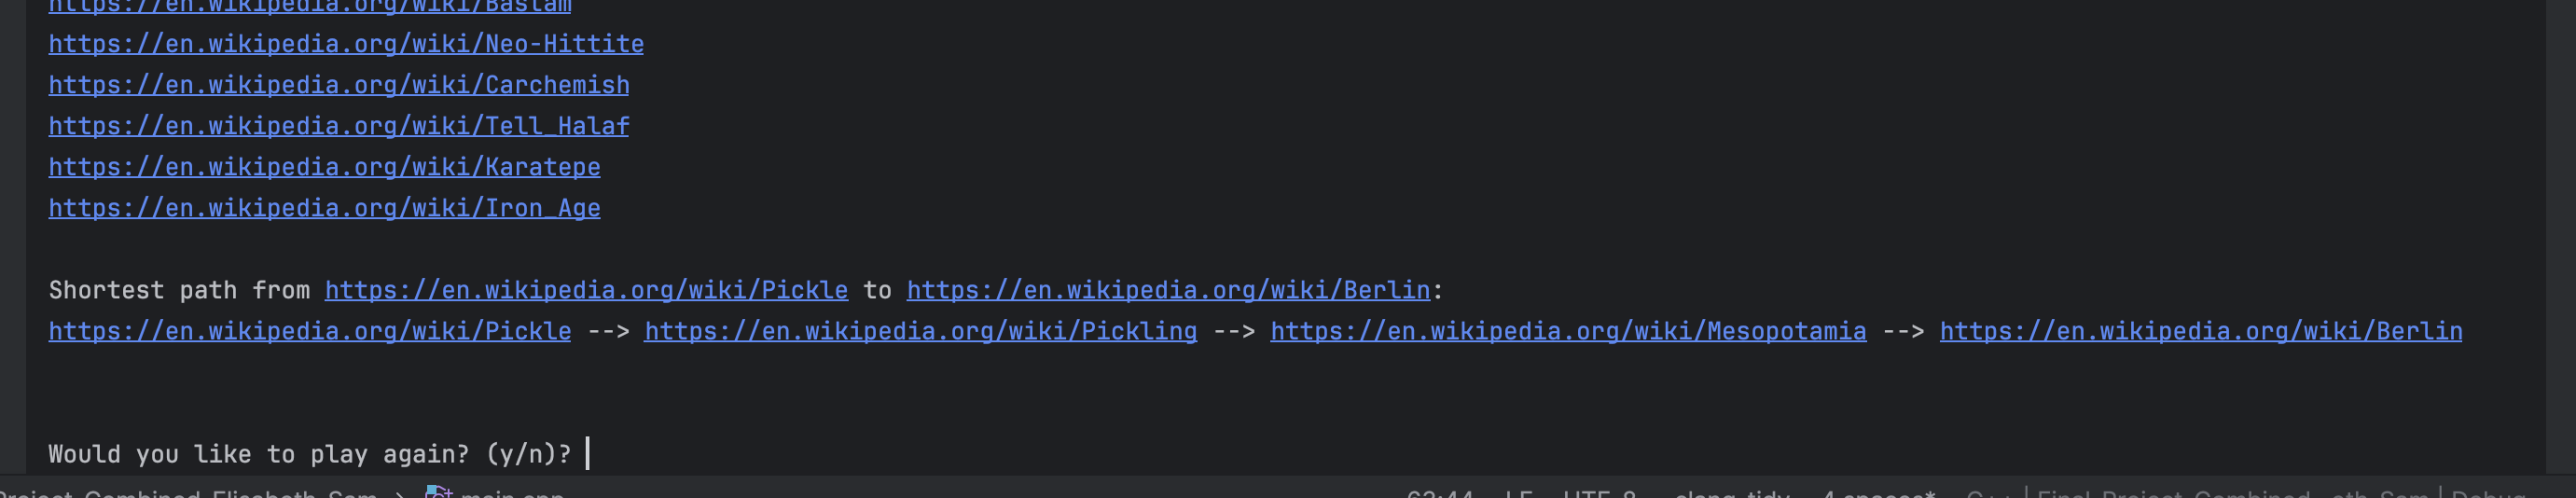 https://en.wikipedia.org/wiki/Bastam
https://en.wikipedia.org/wiki/Neo-Hittite
https://en.wikipedia.org/wiki/Carchemish
https://en.wikipedia.org/wiki/Tell_Halaf
https://en.wikipedia.org/wiki/Karatepe
https://en.wikipedia.org/wiki/Iron_Age
Shortest path from https://en.wikipedia.org/wiki/Pickle to https://en.wikipedia.org/wiki/Berlin:
https://en.wikipedia.org/wiki/Pickle --> https://en.wikipedia.org/wiki/Pickling --> https://en.wikipedia.org/wiki/Mesopotamia --> https://en.wikipedia.org/wiki/Berlin
Would you like to play again? (y/n)?
Project_Combined_Elisabeth_Sam > main.cpp 63:44 LF UTF-8 .clang-tidy 4 spaces* C++ | Final_Project_Combined_ eth_Sam | Debug